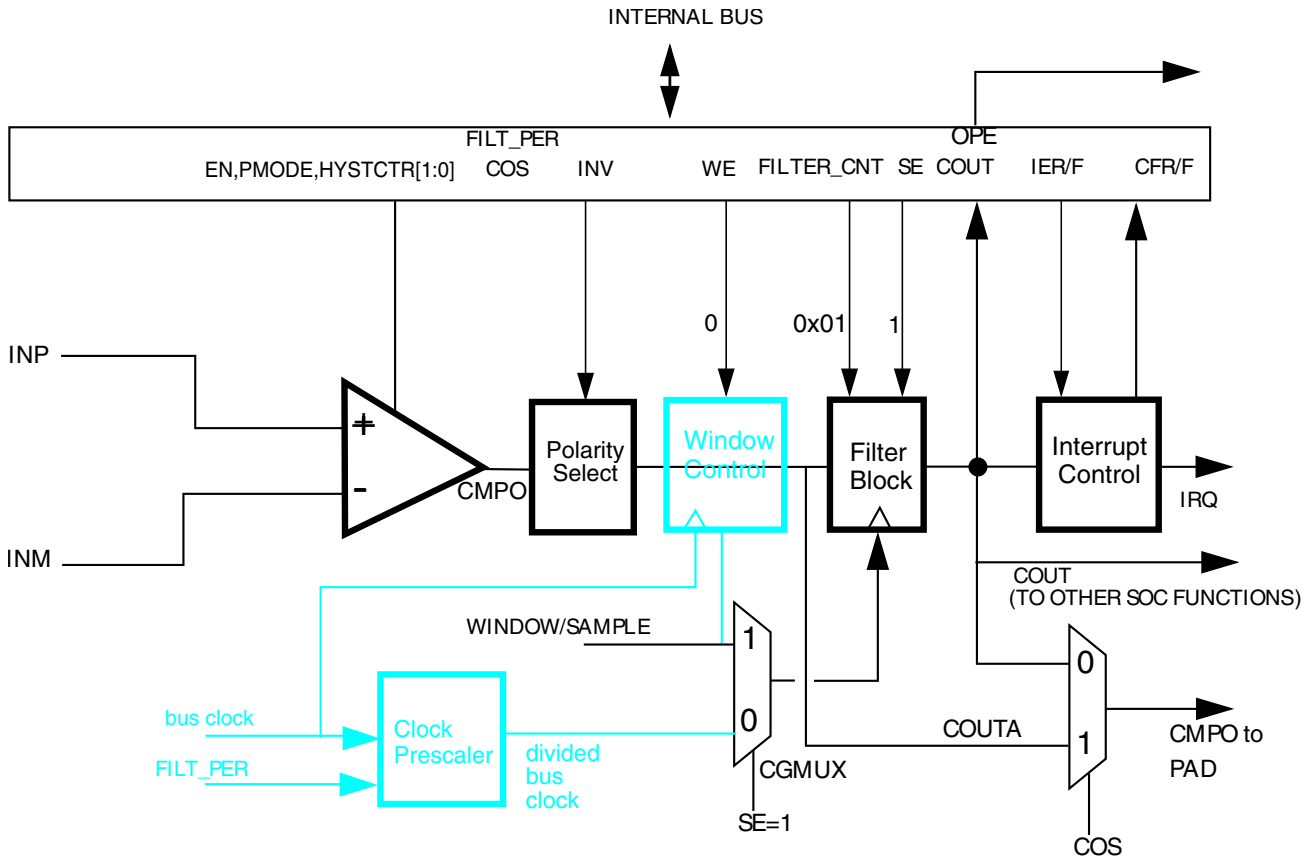 INTERNAL BUS
FILT_PER
OPE
EN,PMODE,HYSTCTR[1:0]
COS
INV
WE
FILTER_CNT
SE
COUT
IER/F
CFR/F
0
0x01
1
INP
+
-
INM
CMPO
Polarity
Select
Window
Control
Filter
Block
Interrupt
Control
IRQ
COUT
(TO OTHER SOC FUNCTIONS)
WINDOW/SAMPLE
1
0
CGMUX
SE=1
bus clock
FILT_PER
Clock
Prescaler
divided
bus
clock
COUTA
0
1
CMPO to
PAD
COS